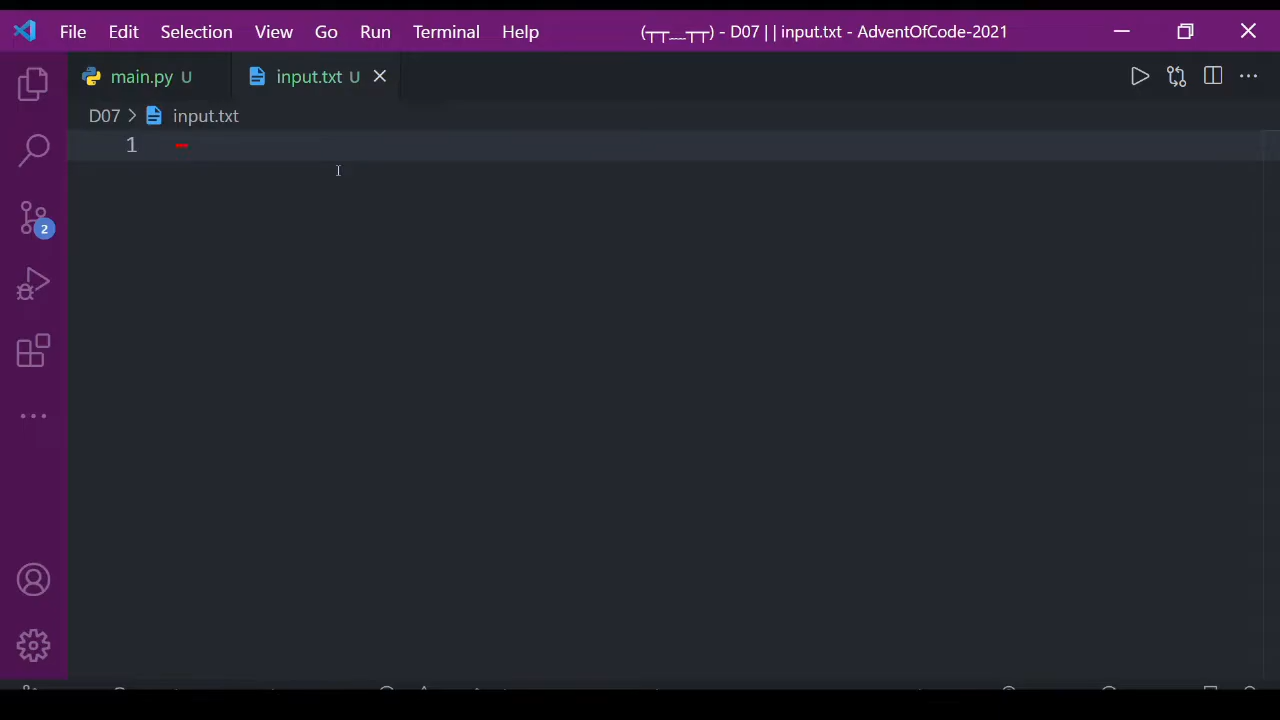 File Edit Selection View Go Run Terminal Help (┬┬﹏┬┬) - D07 | | input.txt - AdventOfCode-2021
main.py U input.txt U
D07 input.txt
1
2